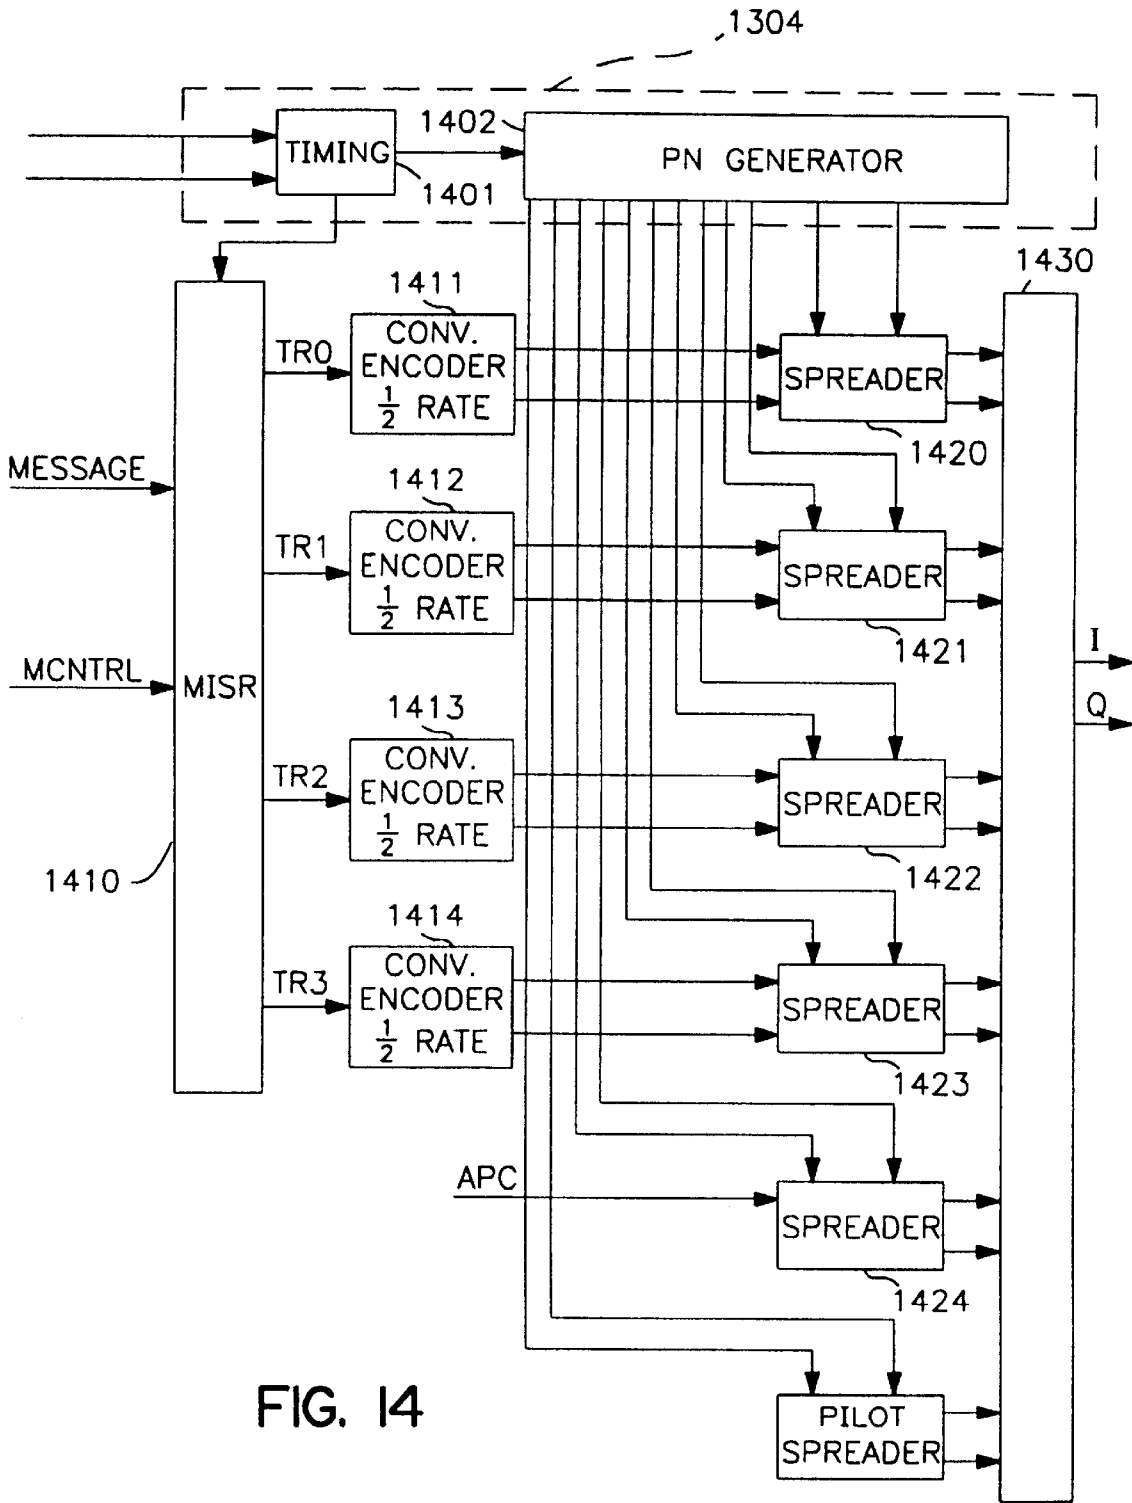 1304
1402
TIMING
PN GENERATOR
1401
1430
1411
TR0
CONV.
ENCODER
1/2 RATE
SPREADER
1420
MESSAGE
1412
TR1
CONV.
ENCODER
1/2 RATE
SPREADER
1421
I
MCNTRL
MISR
Q
1413
TR2
CONV.
ENCODER
1/2 RATE
SPREADER
1422
1410
1414
TR3
CONV.
ENCODER
1/2 RATE
SPREADER
1423
APC
SPREADER
1424
PILOT
SPREADER
FIG. 14